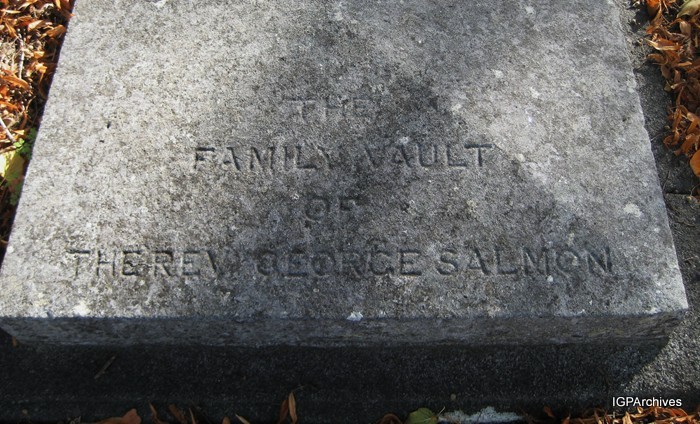 THE
FAMILY VAULT
OF
THE REV. GEORGE SALMON
IGPArchives